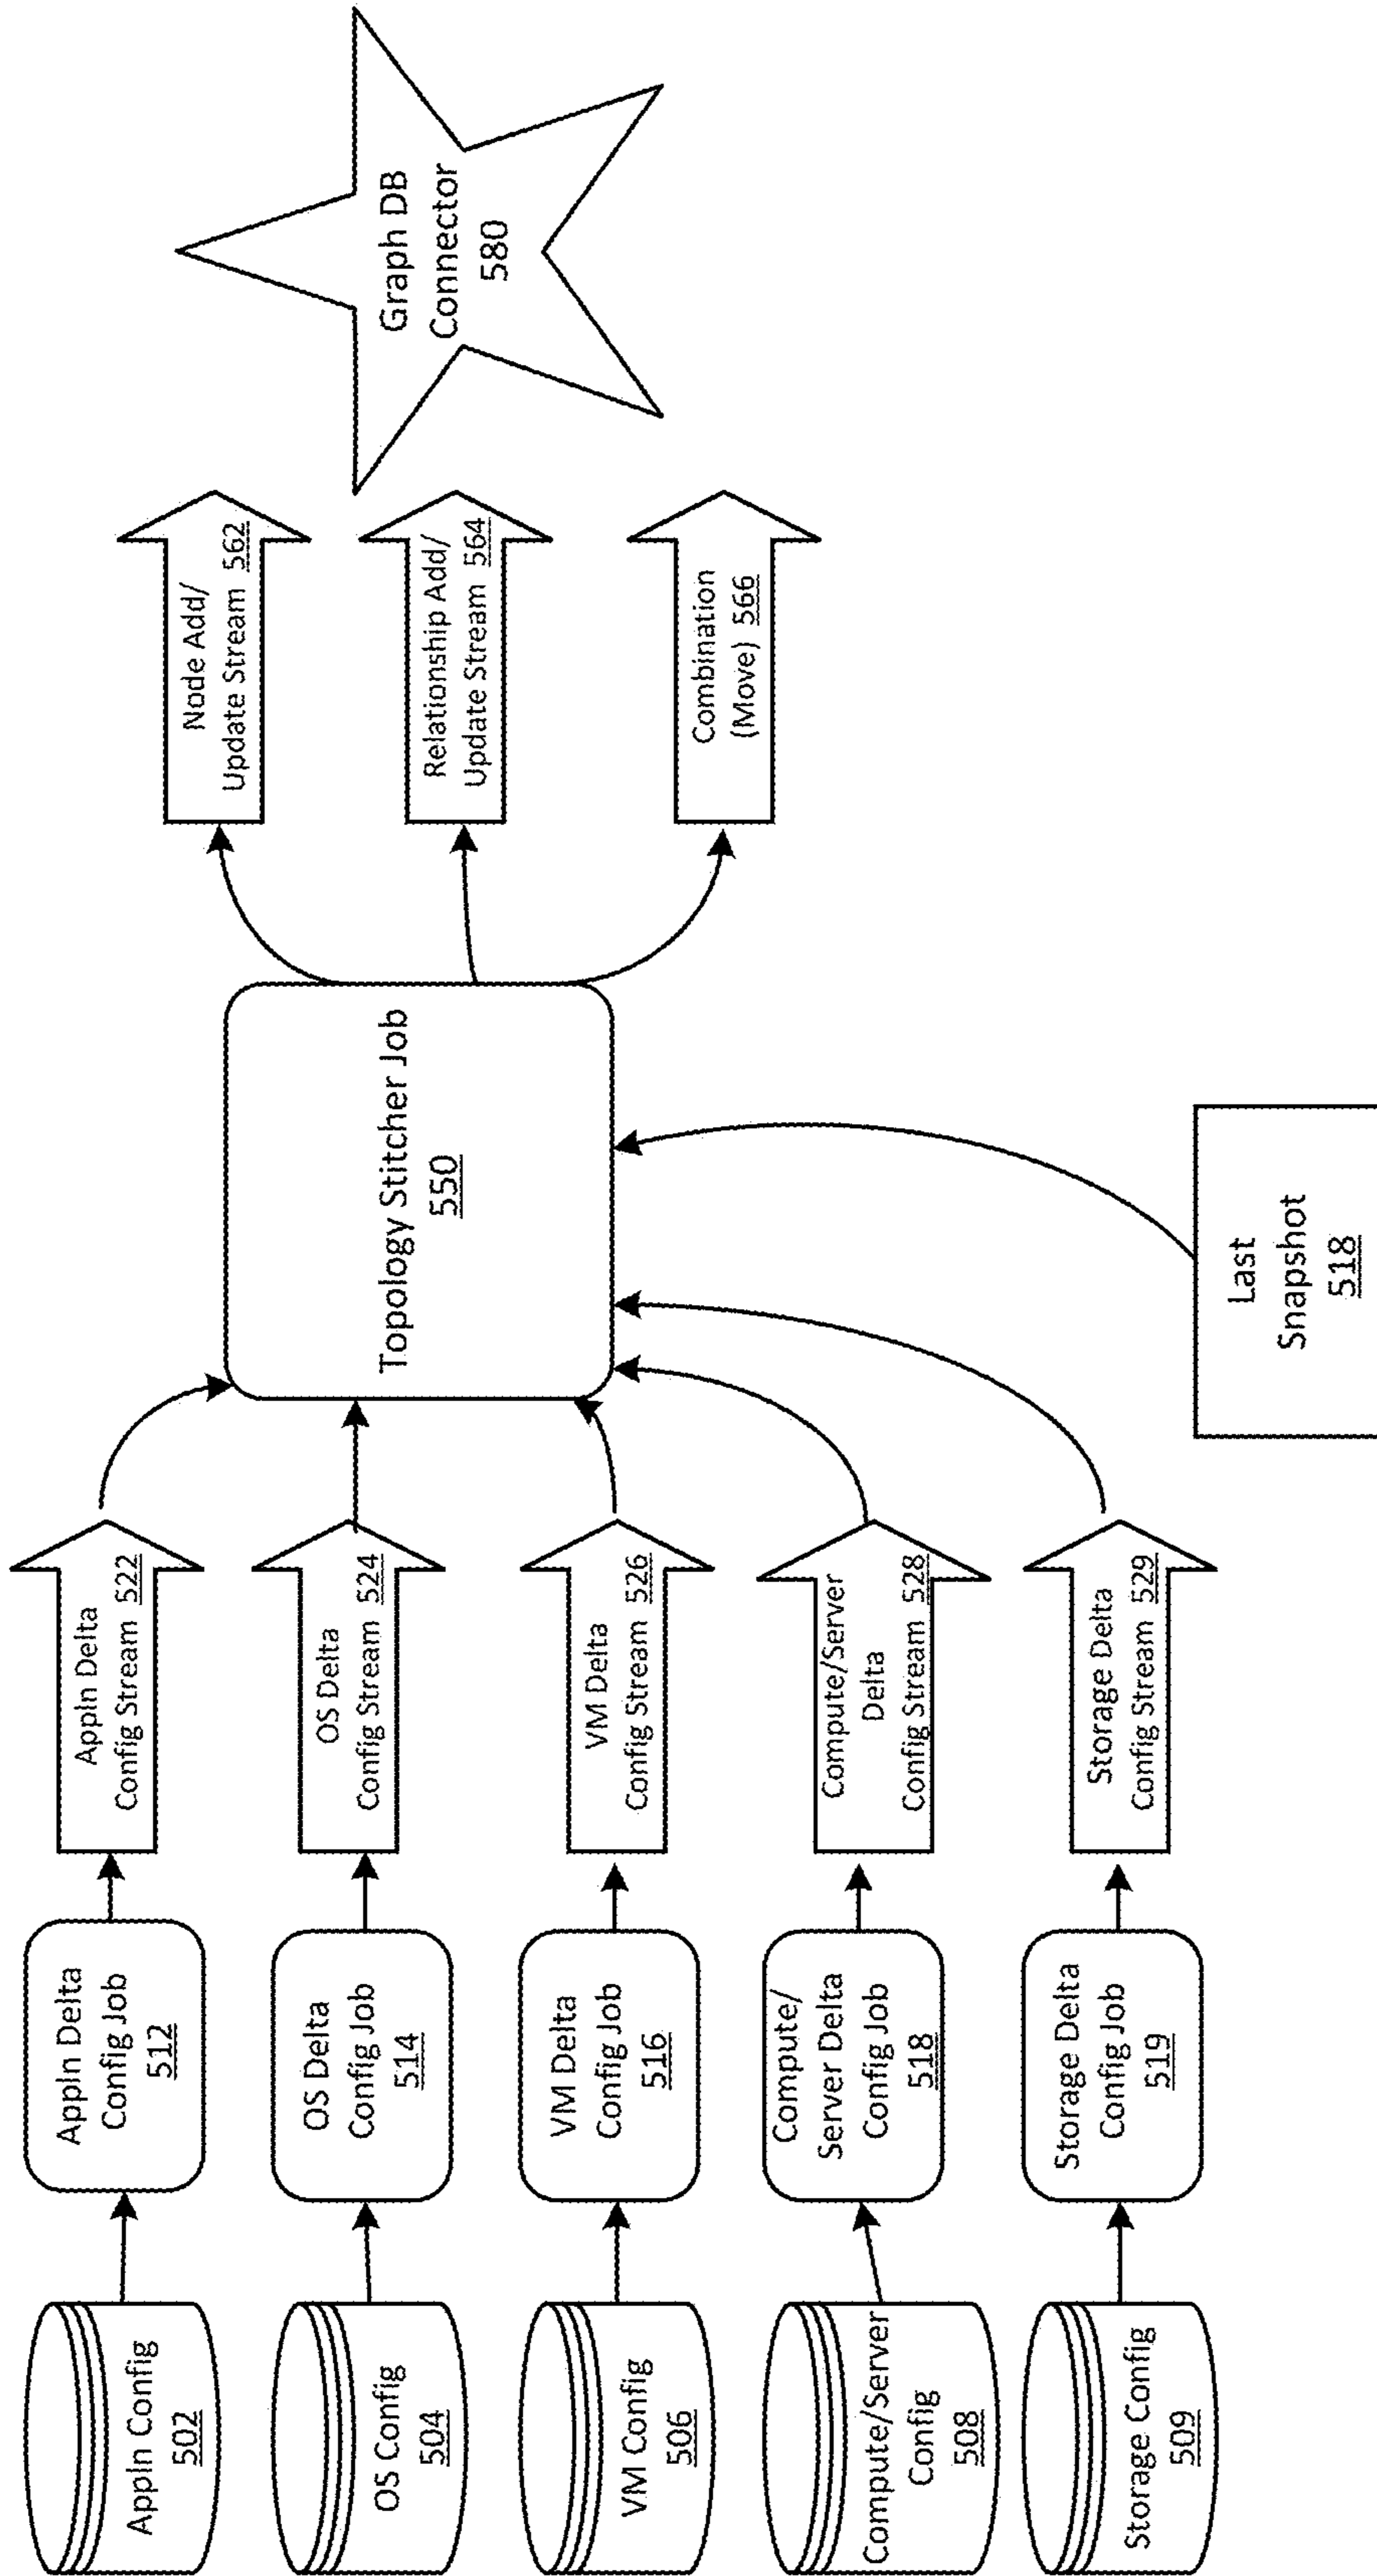 Appln Config
502
Appln Delta
Config Job
512
Appln Delta
Config Stream 522
OS Config
504
OS Delta
Config Job
514
OS Delta
Config Stream 524
VM Config
506
VM Delta
Config Job
516
VM Delta
Config Stream 526
Compute/Server
Config
508
Compute/
Server Delta
Config Job
518
Compute/Server
Delta
Config Stream 528
Storage Config
509
Storage Delta
Config Job
519
Storage Delta
Config Stream 529
Topology Stitcher Job
550
Last
Snapshot
518
Node Add/
Update Stream 562
Relationship Add/
Update Stream 564
Combination
(Move) 566
Graph DB
Connector
580